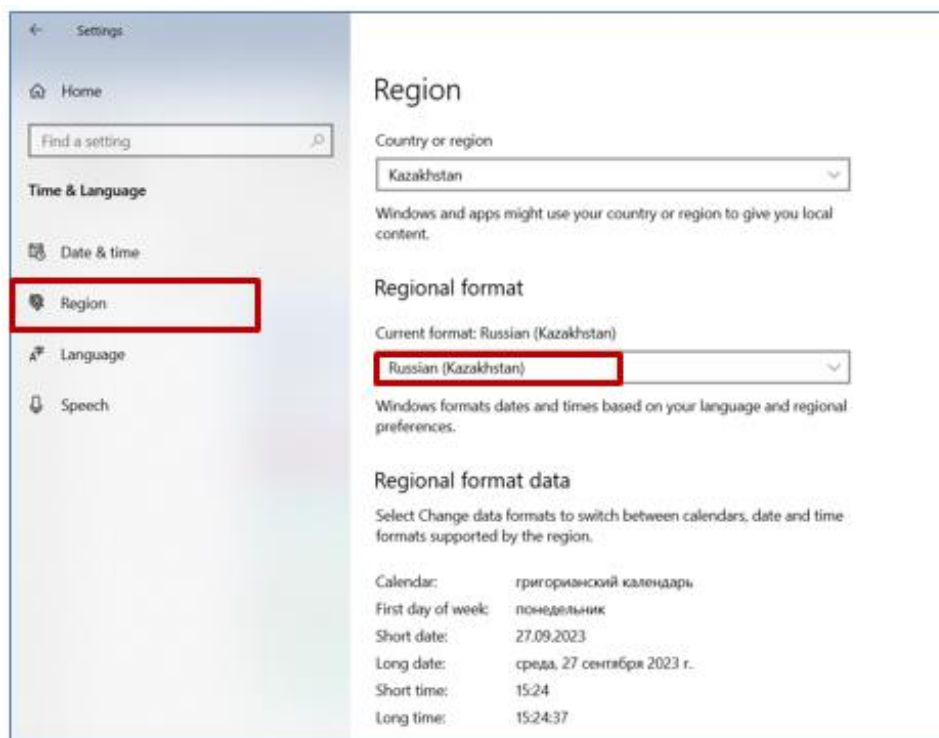 Settings
Home
Find a setting
Time & Language
Date & time
Region
Language
Speech
Region
Country or region
Kazakhstan
Windows and apps might use your country or region to give you local
content.
Regional format
Current format: Russian (Kazakhstan)
Russian (Kazakhstan)
Windows formats dates and times based on your language and regional
preferences.
Regional format data
Select Change data formats to switch between calendars, date and time
formats supported by the region.
Calendar: григорианский календарь
First day of week: понедельник
Short date: 27.09.2023
Long date: среда, 27 сентября 2023 г.
Short time: 15:24
Long time: 15:24:37